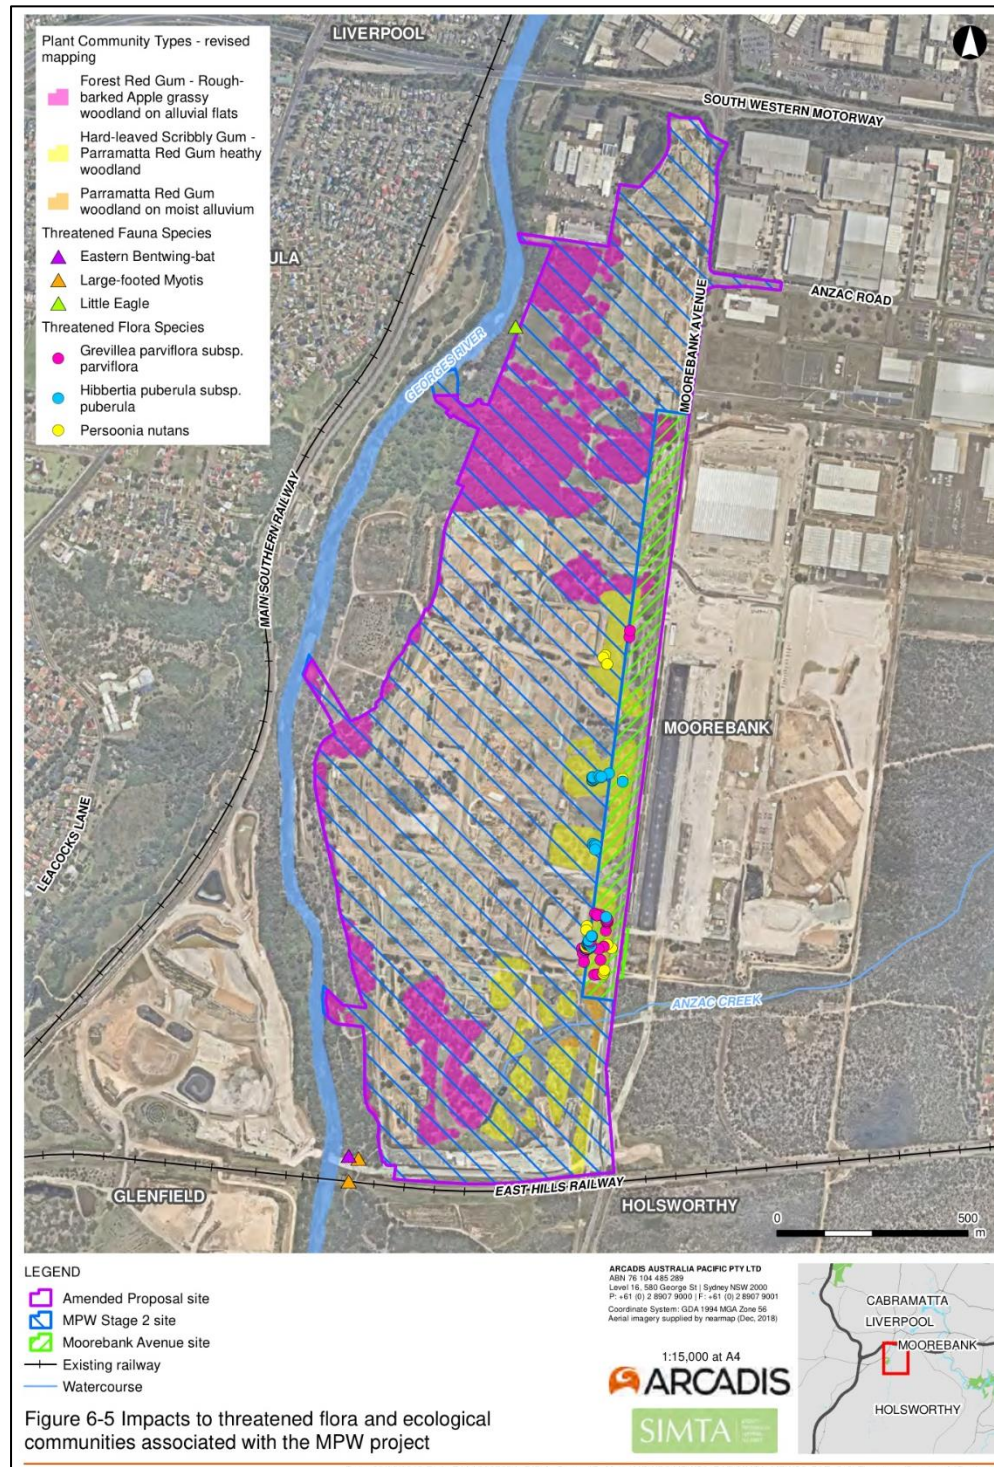 Plant Community Types - revised
mapping
Forest Red Gum - Rough-
barked Apple grassy
woodland on alluvial flats
Hard-leaved Scribbly Gum -
Parramatta Red Gum heathy
woodland
Parramatta Red Gum
woodland on moist alluvium
Threatened Fauna Species
Eastern Bentwing-bat
Large-footed Myotis
Little Eagle
Threatened Flora Species
Grevillea parviflora subsp.
parviflora
Hibbertia puberula subsp.
puberula
Persoonia nutans
LIVERPOOL
SOUTH WESTERN MOTORWAY
ULA
ANZAC ROAD
MOOREBANK AVENUE
GEORGES RIVER
MAIN SOUTHERN RAILWAY
MOOREBANK
LEACOCKS LANE
ANZAC CREEK
GLENFIELD
EAST HILLS RAILWAY
HOLSWORTHY
0 500
m
LEGEND
Amended Proposal site
MPW Stage 2 site
Moorebank Avenue site
Existing railway
Watercourse
ARCADIS AUSTRALIA PACIFIC PTY LTD
ABN 76 104 485 289
Level 16, 580 George St | Sydney NSW 2000
P: +61 (0) 2 8907 9000 | F: +61 (0) 2 8907 9001
Coordinate System: GDA 1994 MGA Zone 56
Aerial imagery supplied by nearmap (Dec, 2018)
1:15,000 at A4
ARCADIS
SIMTA
CABRAMATTA
LIVERPOOL
MOOREBANK
HOLSWORTHY
Figure 6-5 Impacts to threatened flora and ecological
communities associated with the MPW project